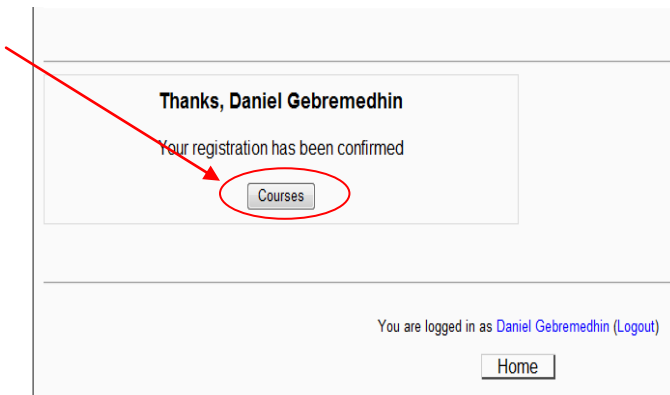 Thanks, Daniel Gebremedhin
Your registration has been confirmed
Courses
You are logged in as Daniel Gebremedhin (Logout)
Home